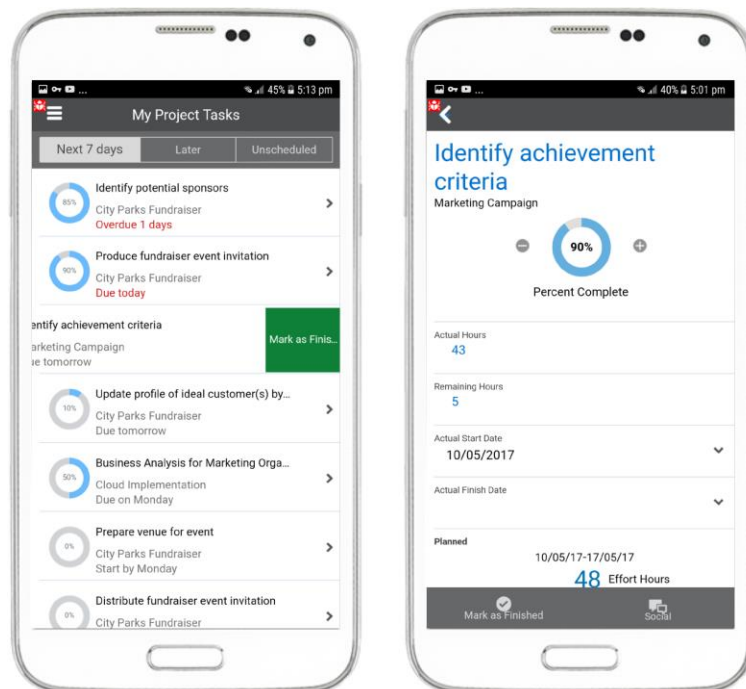 ... 45% 5:13 pm
My Project Tasks
Next 7 days Later Unscheduled
85%
Identify potential sponsors
City Parks Fundraiser
Overdue 1 days
90%
Produce fundraiser event invitation
City Parks Fundraiser
Due today
entify achievement criteria
arketing Campaign
ue tomorrow
Mark as Finis...
10%
Update profile of ideal customer(s) by...
City Parks Fundraiser
Due tomorrow
50%
Business Analysis for Marketing Orga...
Cloud Implementation
Due on Monday
0%
Prepare venue for event
City Parks Fundraiser
Start by Monday
0%
Distribute fundraiser event invitation
City Parks Fundraiser
... 40% 5:01 pm
Identify achievement
criteria
Marketing Campaign
90%
Percent Complete
Actual Hours
43
Remaining Hours
5
Actual Start Date
10/05/2017
Actual Finish Date
Planned
10/05/17-17/05/17
48 Effort Hours
Mark as Finished Social